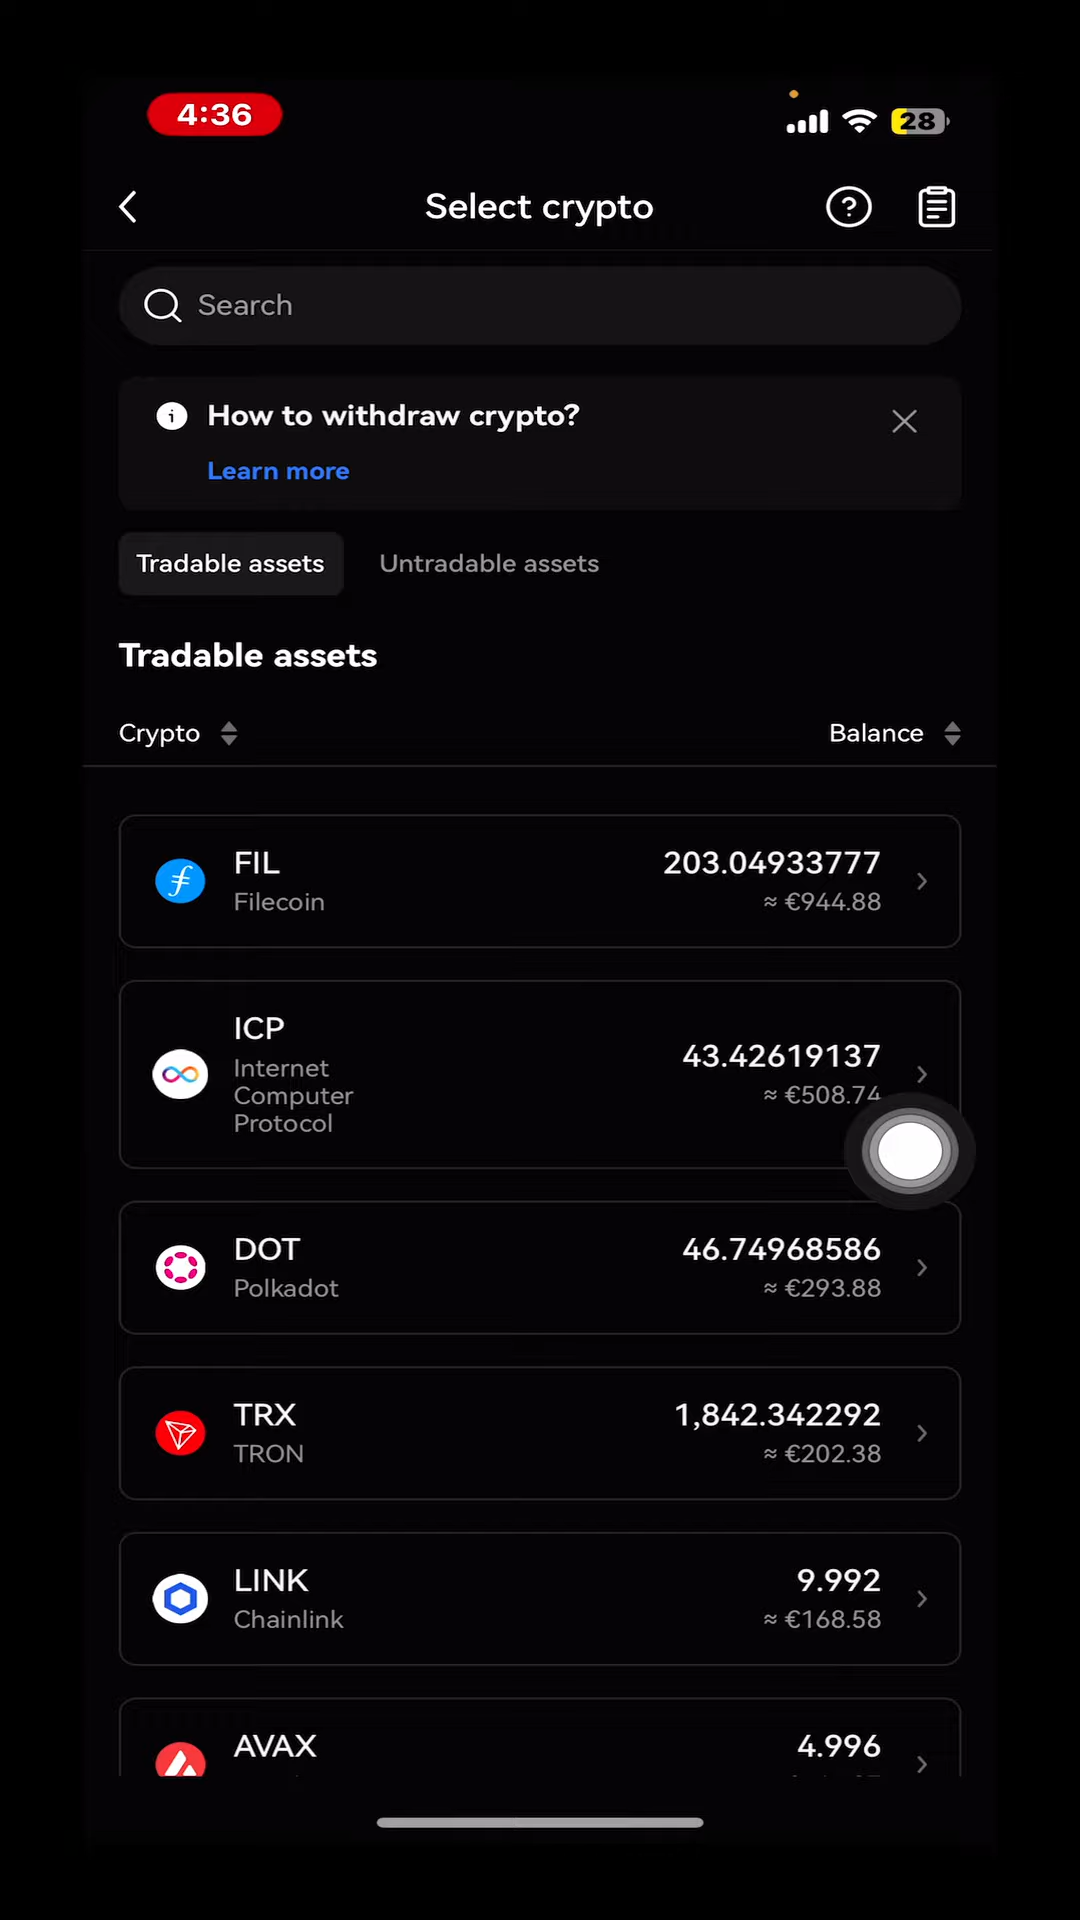 4:36
28
Select crypto
Search
How to withdraw crypto?
Learn more
Tradable assets Untradable assets
Tradable assets
Crypto Balance
FIL 203.04933777
Filecoin ≈ €944.88
ICP
Internet
Computer
Protocol
43.42619137
≈ €508.74
DOT 46.74968586
Polkadot ≈ €293.88
TRX 1,842.342292
TRON ≈ €202.38
LINK 9.992
Chainlink ≈ €168.58
AVAX 4.996